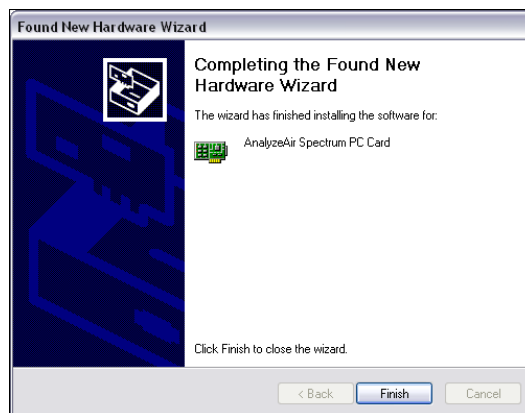 Found New Hardware Wizard
Completing the Found New
Hardware Wizard
The wizard has finished installing the software for:
AnalyzeAir Spectrum PC Card
Click Finish to close the wizard.
< Back
Finish
Cancel